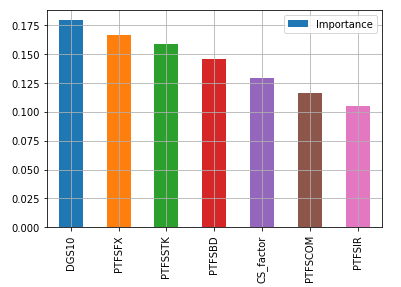 0.175
0.150
0.125
0.100
0.075
0.050
0.025
0.000
Importance
DGS10
PTFSFX
PTFSSTK
PTFSBD
CS_factor
PTFSCOM
PTFSIR